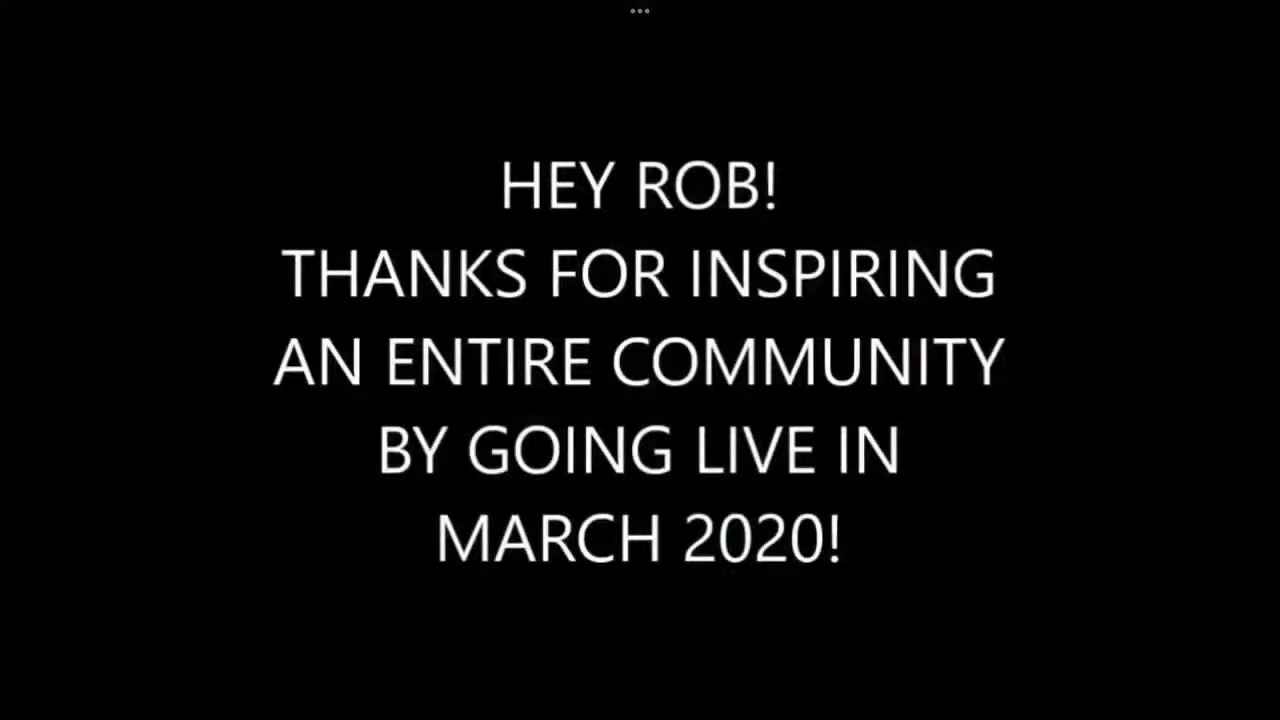 HEY ROB!
THANKS FOR INSPIRING
AN ENTIRE COMMUNITY
BY GOING LIVE IN
MARCH 2020!